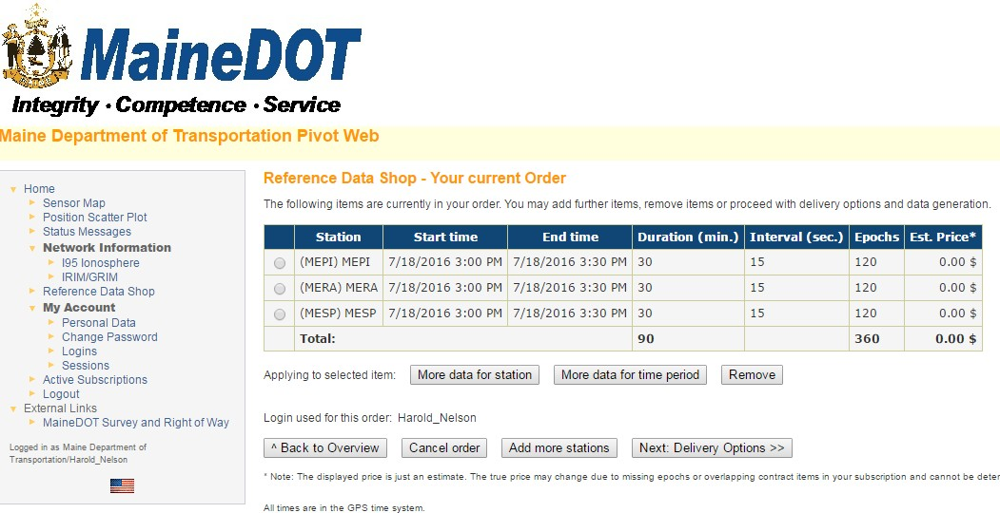 MaineDOT
Integrity · Competence · Service
Maine Department of Transportation Pivot Web
Home
Sensor Map
Position Scatter Plot
Status Messages
Network Information
I95 Ionosphere
IRIM/GRIM
Reference Data Shop
My Account
Personal Data
Change Password
Logins
Sessions
Active Subscriptions
Logout
External Links
MaineDOT Survey and Right of Way
Logged in as Maine Department of
Transportation/Harold_Nelson
Reference Data Shop - Your current Order
The following items are currently in your order. You may add further items, remove items or proceed with delivery options and data generation.
Station Start time End time Duration (min.) Interval (sec.) Epochs Est. Price*
(MEPI) MEPI 7/18/2016 3:00 PM 7/18/2016 3:30 PM 30 15 120 0.00 $
(MERA) MERA 7/18/2016 3:00 PM 7/18/2016 3:30 PM 30 15 120 0.00 $
(MESP) MESP 7/18/2016 3:00 PM 7/18/2016 3:30 PM 30 15 120 0.00 $
Total: 90 360 0.00 $
Applying to selected item: More data for station More data for time period Remove
Login used for this order: Harold_Nelson
^ Back to Overview Cancel order Add more stations Next: Delivery Options >>
* Note: The displayed price is just an estimate. The true price may change due to missing epochs or overlapping contract items in your subscription and cannot be deter
All times are in the GPS time system.